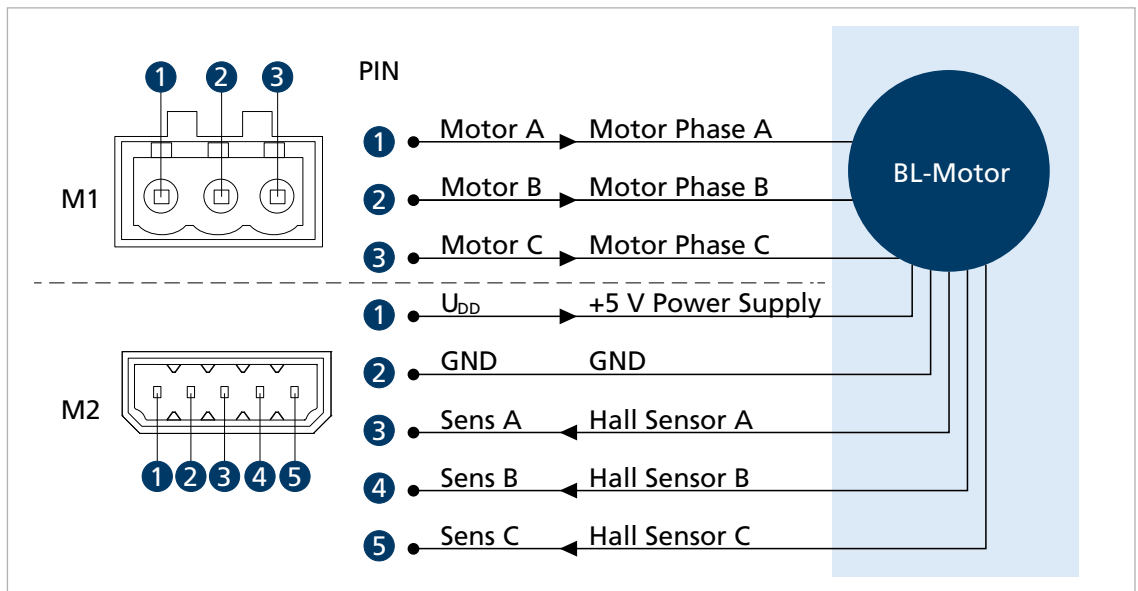 1 2 3 PIN
M1
1 Motor A Motor Phase A
2 Motor B Motor Phase B
3 Motor C Motor Phase C
BL-Motor
M2
1 2 3 4 5
1 UDD +5 V Power Supply
2 GND GND
3 Sens A Hall Sensor A
4 Sens B Hall Sensor B
5 Sens C Hall Sensor C